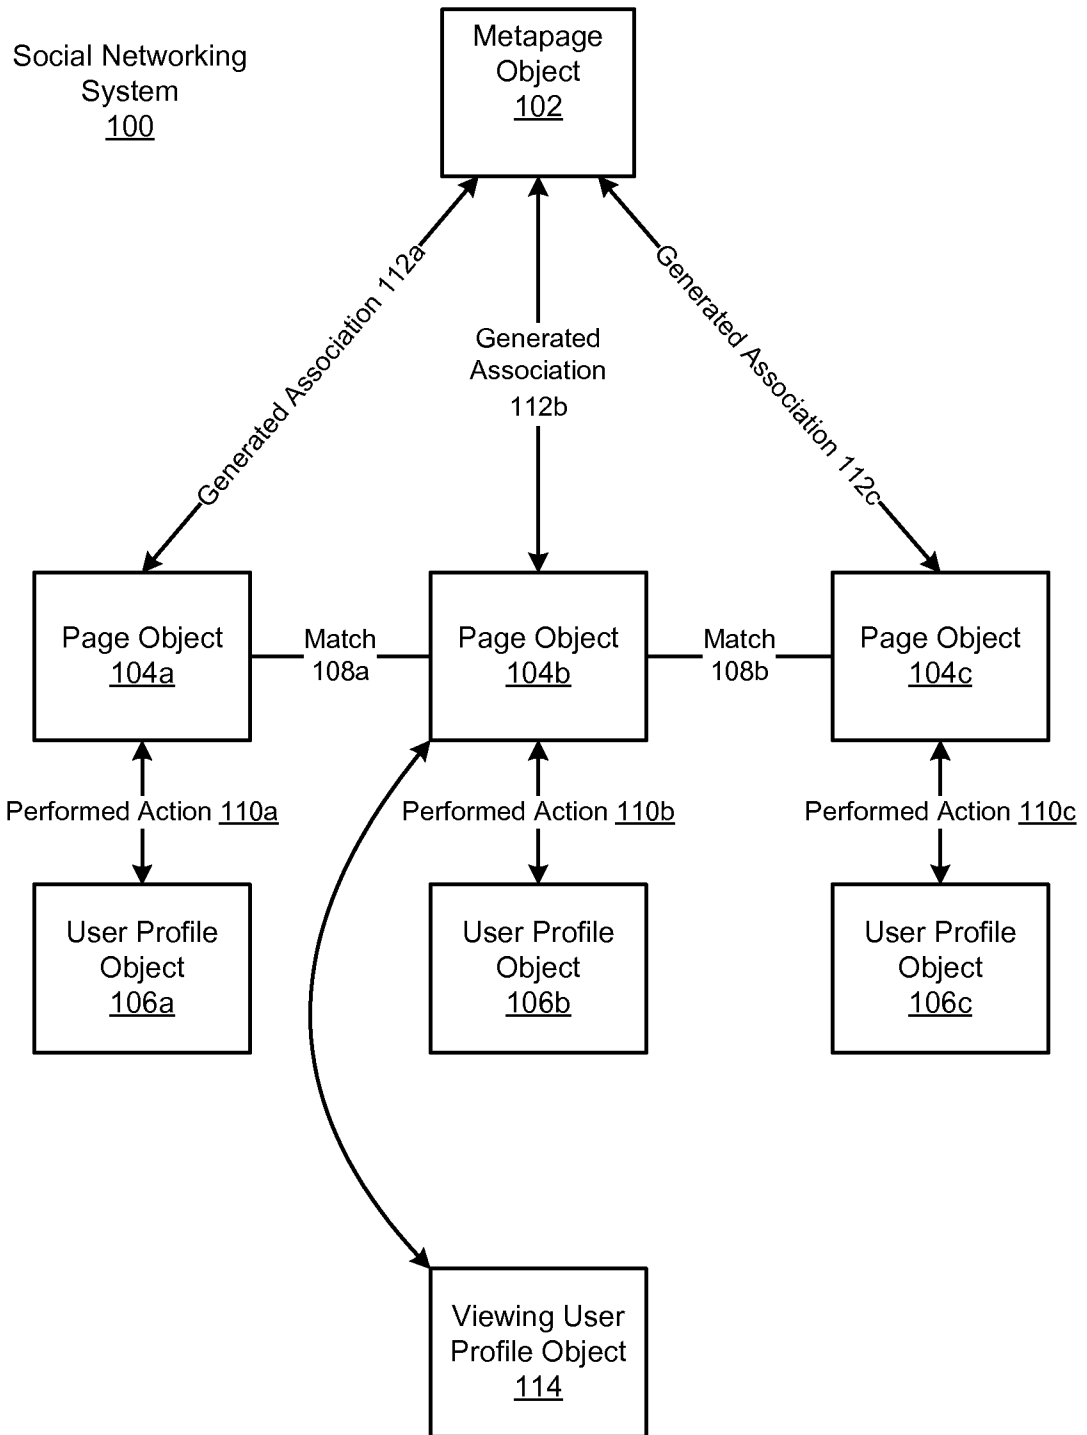 Social Networking
System
100
Metapage
Object
102
Generated Association 112a
Generated
Association
112b
Generated Association 112c
Page Object
104a
Match
108a
Page Object
104b
Match
108b
Page Object
104c
Performed Action 110a
Performed Action 110b
Performed Action 110c
User Profile
Object
106a
User Profile
Object
106b
User Profile
Object
106c
Viewing User
Profile Object
114